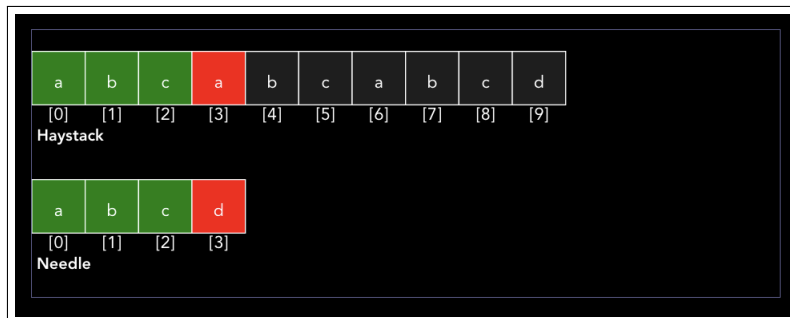 a b c a b c a b c d
[0] [1] [2] [3] [4] [5] [6] [7] [8] [9]
Haystack
a b c d
[0] [1] [2] [3]
Needle